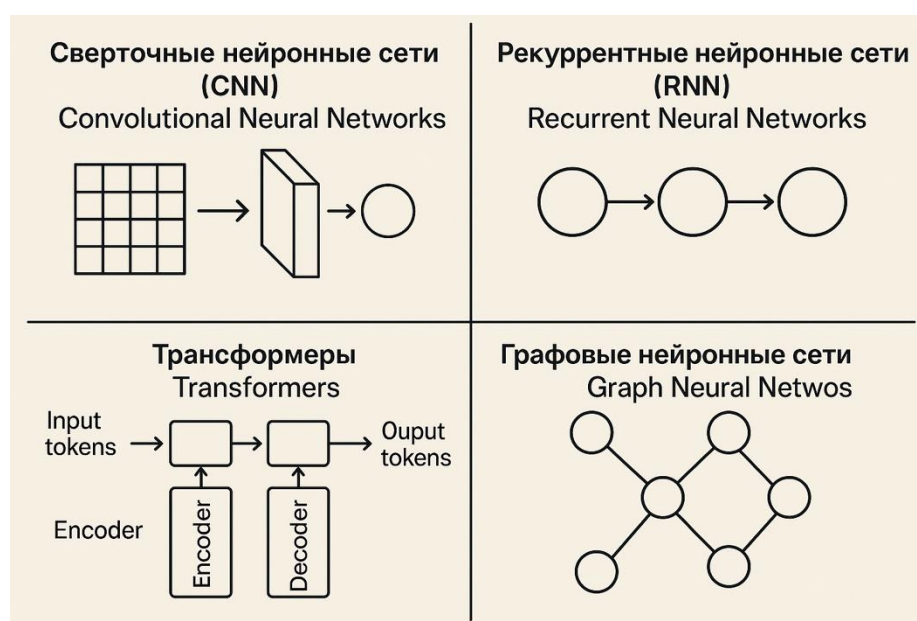 Сверточные нейронные сети
(CNN)
Convolutional Neural Networks
Рекуррентные нейронные сети
(RNN)
Recurrent Neural Networks
Трансформеры
Transformers
Input
tokens
Ouput
tokens
Encoder
Encoder
Decoder
Графовые нейронные сети
Graph Neural Netwos